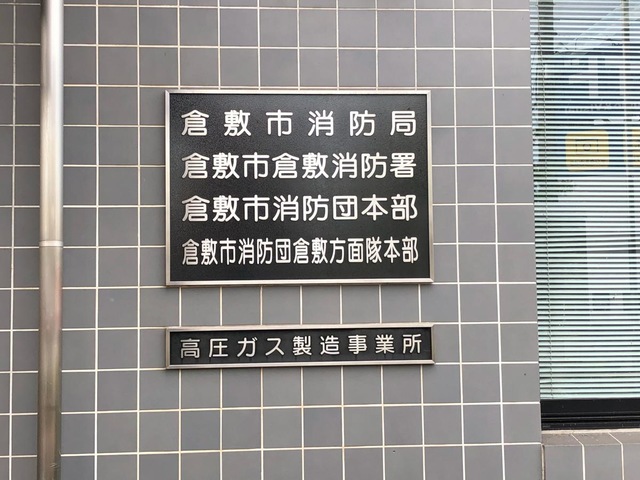 倉敷市消防局
倉敷市倉敷消防署
倉敷市消防団本部
倉敷市消防団倉敷方面隊本部
高圧ガス製造事業所